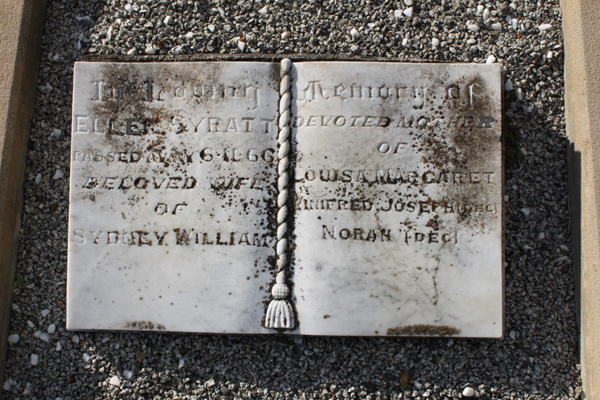 In Loving
ELLEN SYRATT
PASSED AWAY 6·11·66
BELOVED WIFE
OF
SYDNEY WILLIAM
Memory of
DEVOTED MOTHER
OF
LOUISA MARGARET
WINIFRED JOSEPH (DEC)
NORAH (DEC)